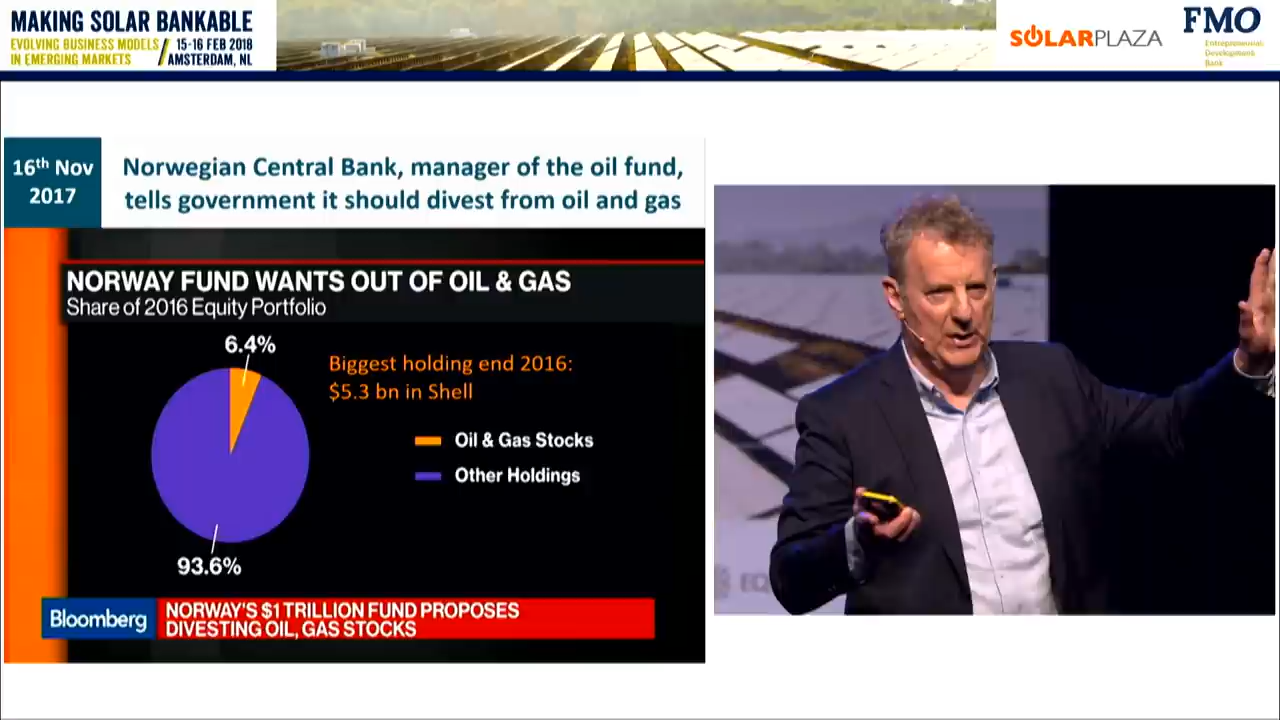 MAKING SOLAR BANKABLE
EVOLVING BUSINESS MODELS
IN EMERGING MARKETS
15-16 FEB 2018
AMSTERDAM, NL
SOLARPLAZA
FMO
Entrepreneurial
Development
Bank
16th Nov
2017
Norwegian Central Bank, manager of the oil fund,
tells government it should divest from oil and gas
NORWAY FUND WANTS OUT OF OIL & GAS
Share of 2016 Equity Portfolio
6.4%
Biggest holding end 2016:
$5.3 bn in Shell
Oil & Gas Stocks
Other Holdings
93.6%
Bloomberg
NORWAY'S $1 TRILLION FUND PROPOSES
DIVESTING OIL, GAS STOCKS